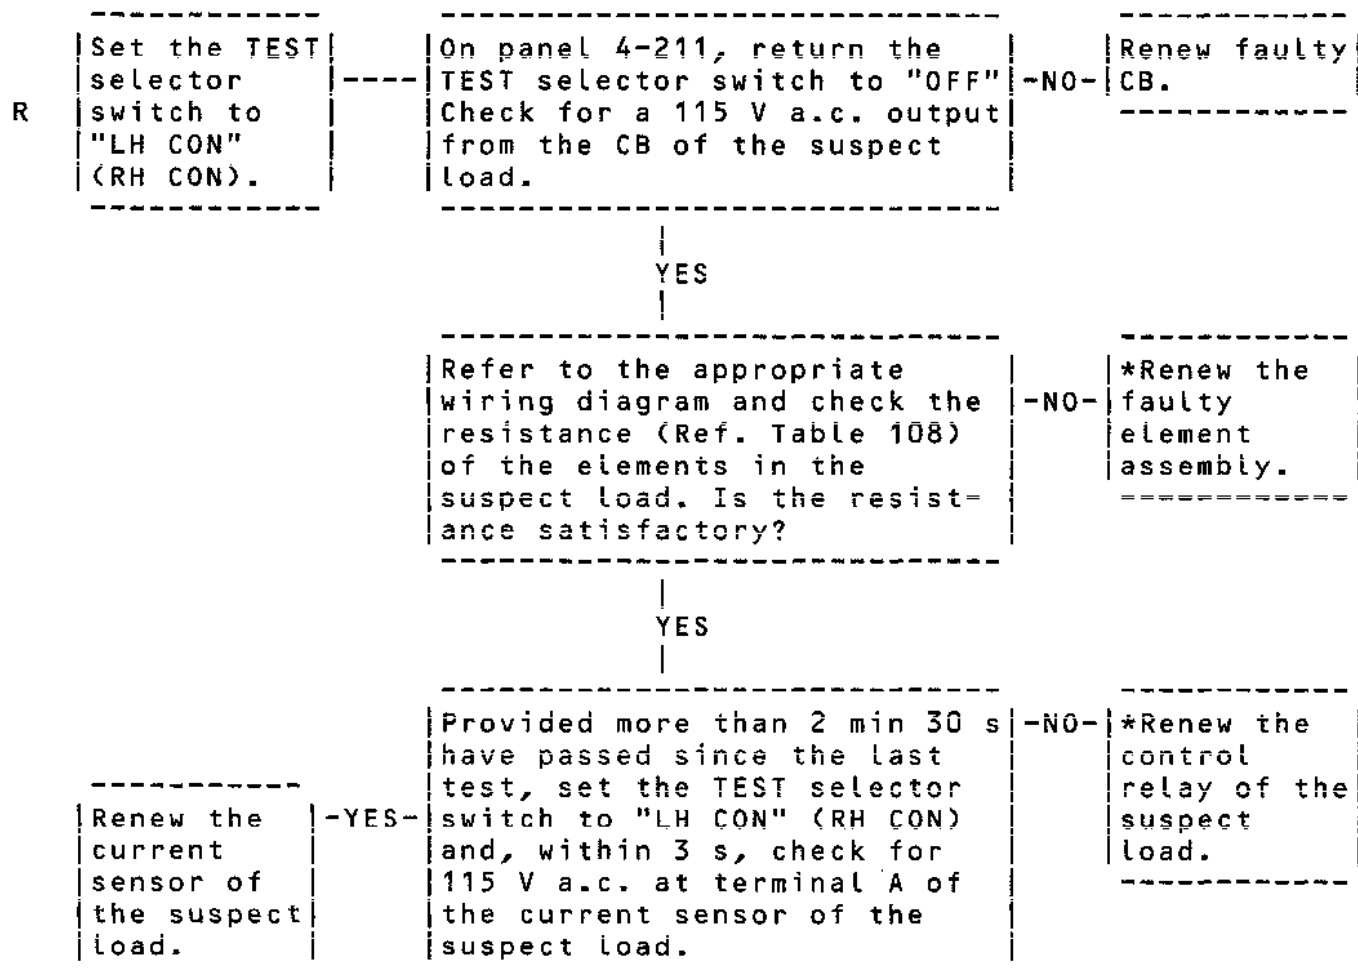 Set the TEST
selector
switch to
"LH CON"
(RH CON).
R
On panel 4-211, return the
TEST selector switch to "OFF"
Check for a 115 V a.c. output
from the CB of the suspect
load.
-NO-
Renew faulty
CB.
YES
Refer to the appropriate
wiring diagram and check the
resistance (Ref. Table 108)
of the elements in the
suspect load. Is the resist-
ance satisfactory?
-NO-
*Renew the
faulty
element
assembly.
YES
Provided more than 2 min 30 s
have passed since the last
test, set the TEST selector
switch to "LH CON" (RH CON)
and, within 3 s, check for
115 V a.c. at terminal A of
the current sensor of the
suspect load.
-NO-
*Renew the
control
relay of the
suspect
load.
-YES-
Renew the
current
sensor of
the suspect
load.